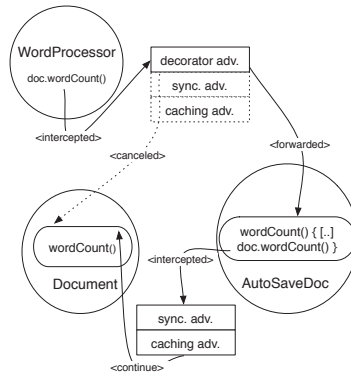 WordProcessor
doc.wordCount()
<intercepted>
decorator adv.
sync. adv.
caching adv.
<canceled>
<forwarded>
wordCount()
Document
wordCount() { [..]
doc.wordCount() }
AutoSaveDoc
<intercepted>
sync. adv.
caching adv.
<continue>